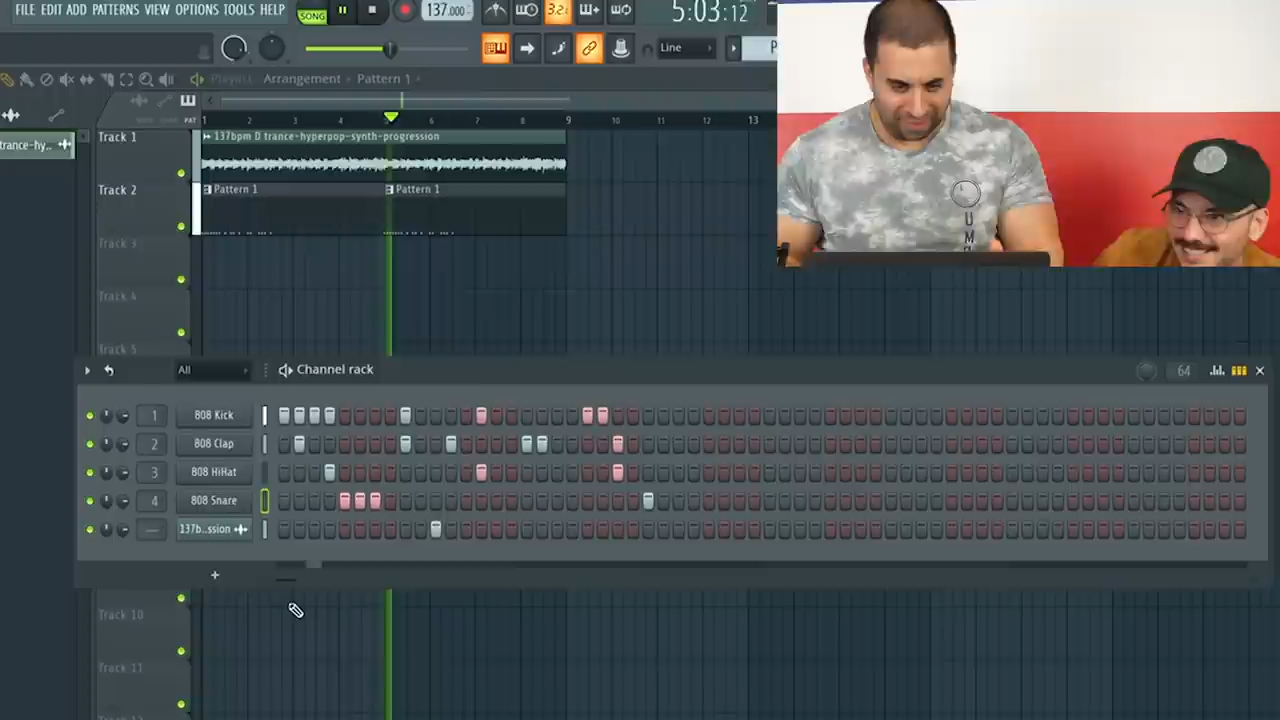 FILE EDIT ADD PATTERNS VIEW OPTIONS TOOLS HELP
SONG
137.000
3.2
5:03:12
Line
P
Playlist Arrangement › Pattern 1
PAT
1 2 3 4 5 6 7 8 9 10 11 12 13
trance-hy..
Track 1
137bpm D trance-hyperpop-synth-progression
Track 2
Pattern 1
Pattern 1
Track 3
Track 4
Track 5
All
Channel rack
64
1 808 Kick
2 808 Clap
3 808 HiHat
4 808 Snare
137b..ssion
Track 10
Track 11
U
M